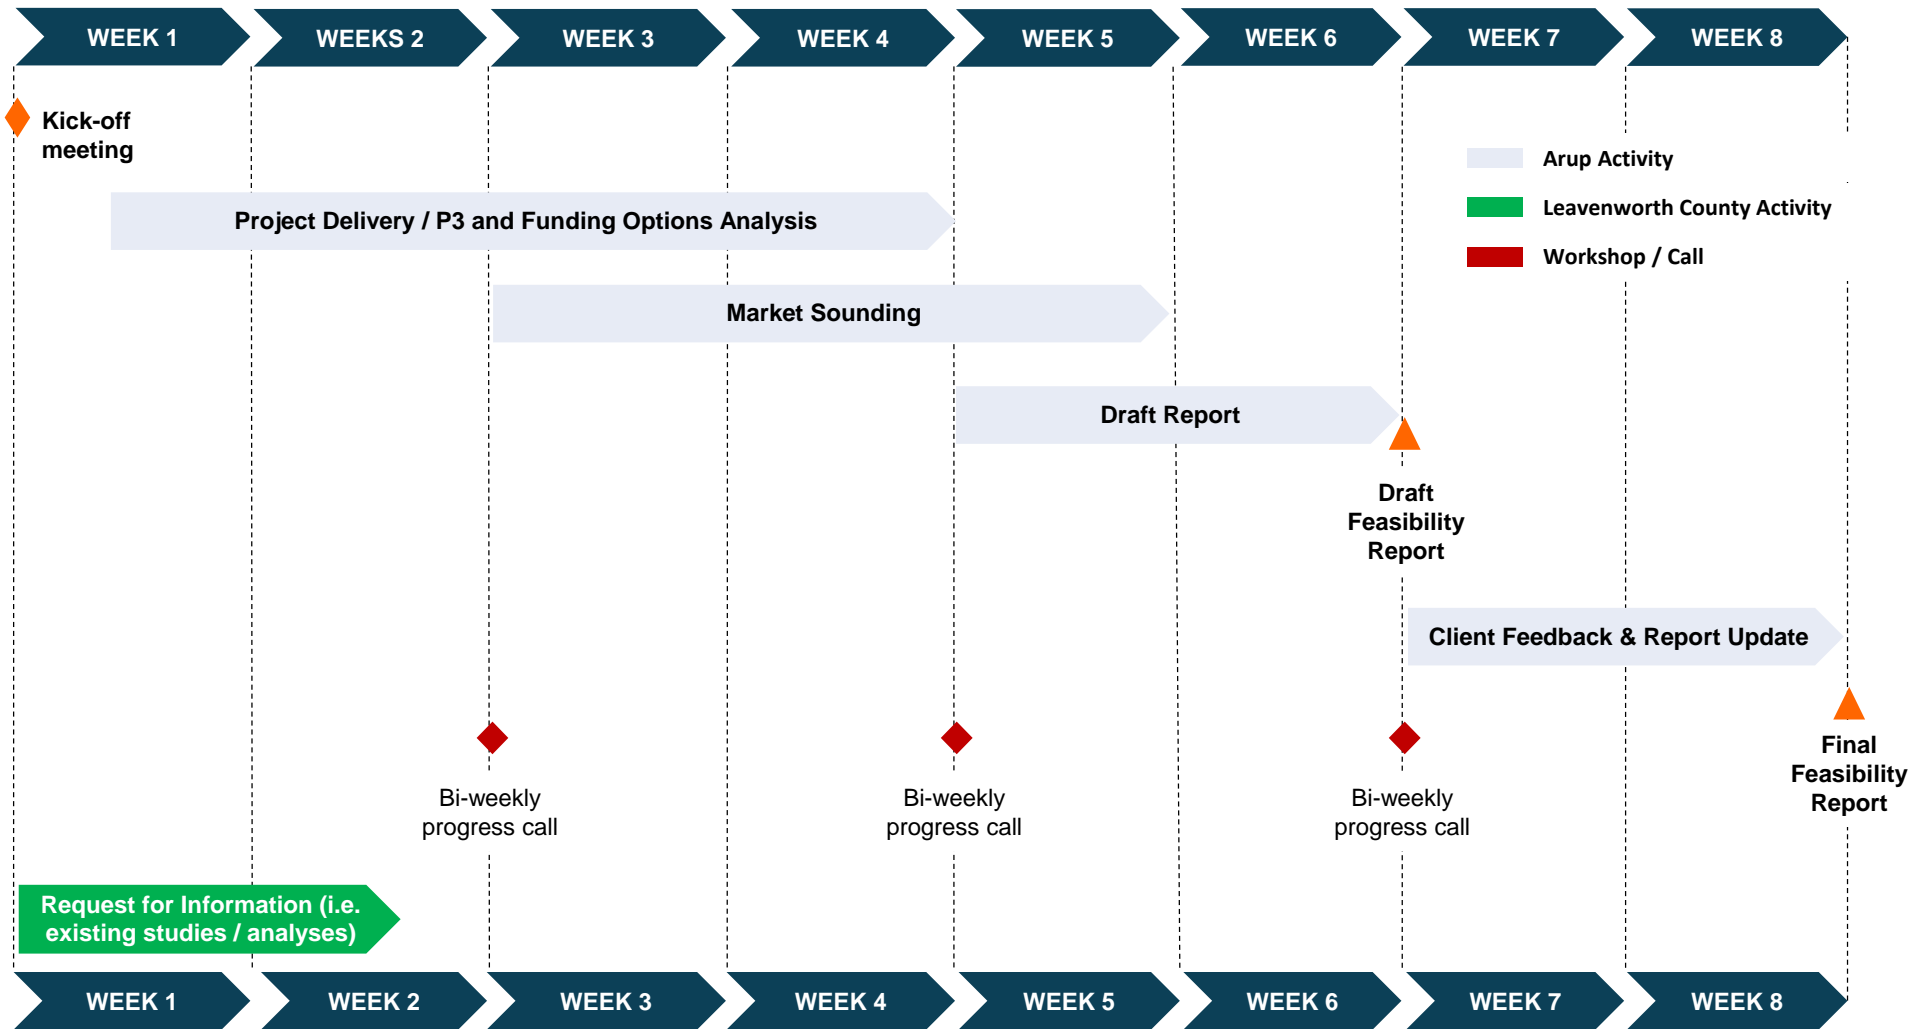 WEEK 1
WEEKS 2
WEEK 3
WEEK 4
WEEK 5
WEEK 6
WEEK 7
WEEK 8
Kick-off
meeting
Arup Activity
Leavenworth County Activity
Workshop / Call
Project Delivery / P3 and Funding Options Analysis
Market Sounding
Draft Report
Draft
Feasibility
Report
Client Feedback & Report Update
Final
Feasibility
Report
Bi-weekly
progress call
Bi-weekly
progress call
Bi-weekly
progress call
Request for Information (i.e.
existing studies / analyses)
WEEK 1
WEEK 2
WEEK 3
WEEK 4
WEEK 5
WEEK 6
WEEK 7
WEEK 8